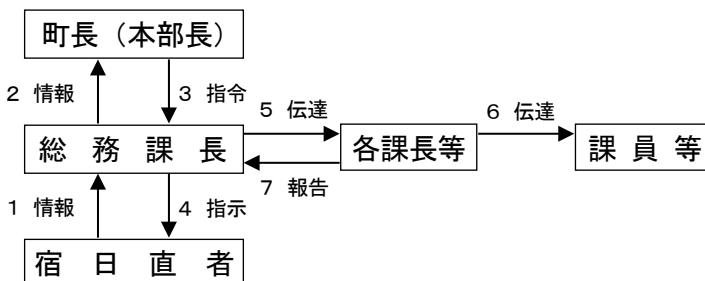 町長（本部長）
2 情報
3 指令
5 伝達
6 伝達
総務課長
各課長等
課員等
7 報告
1 情報
4 指示
宿日直者